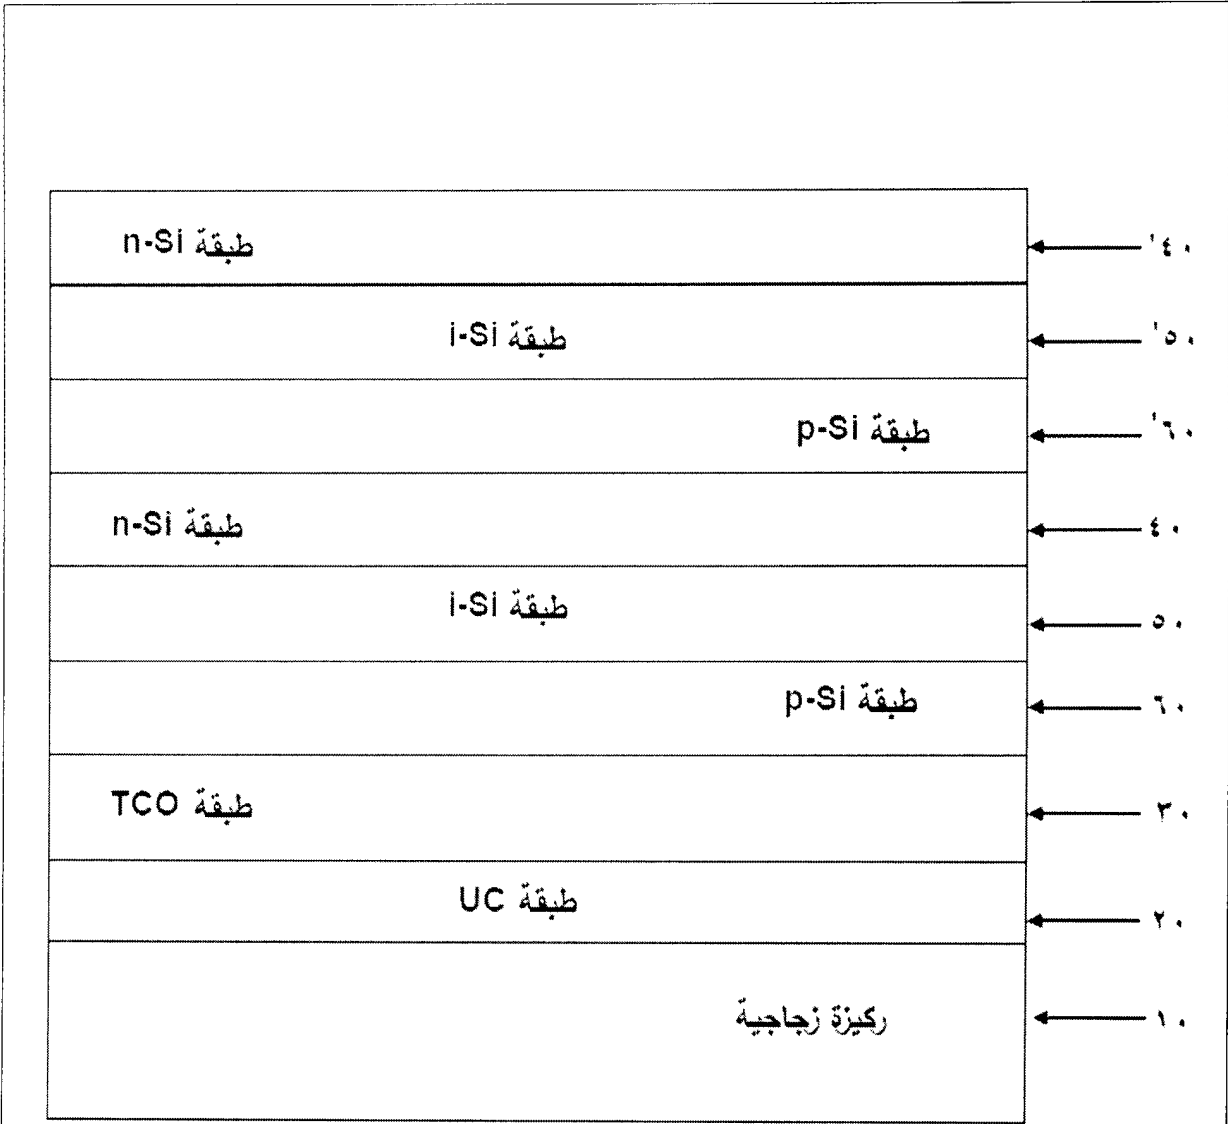 طبقة n-Si
'٤٠
طبقة i-Si
'٥٠
طبقة p-Si
'٦٠
طبقة n-Si
٤٠
طبقة i-Si
٥٠
طبقة p-Si
٦٠
طبقة TCO
٣٠
طبقة UC
٢٠
ركيزة زجاجية
١٠